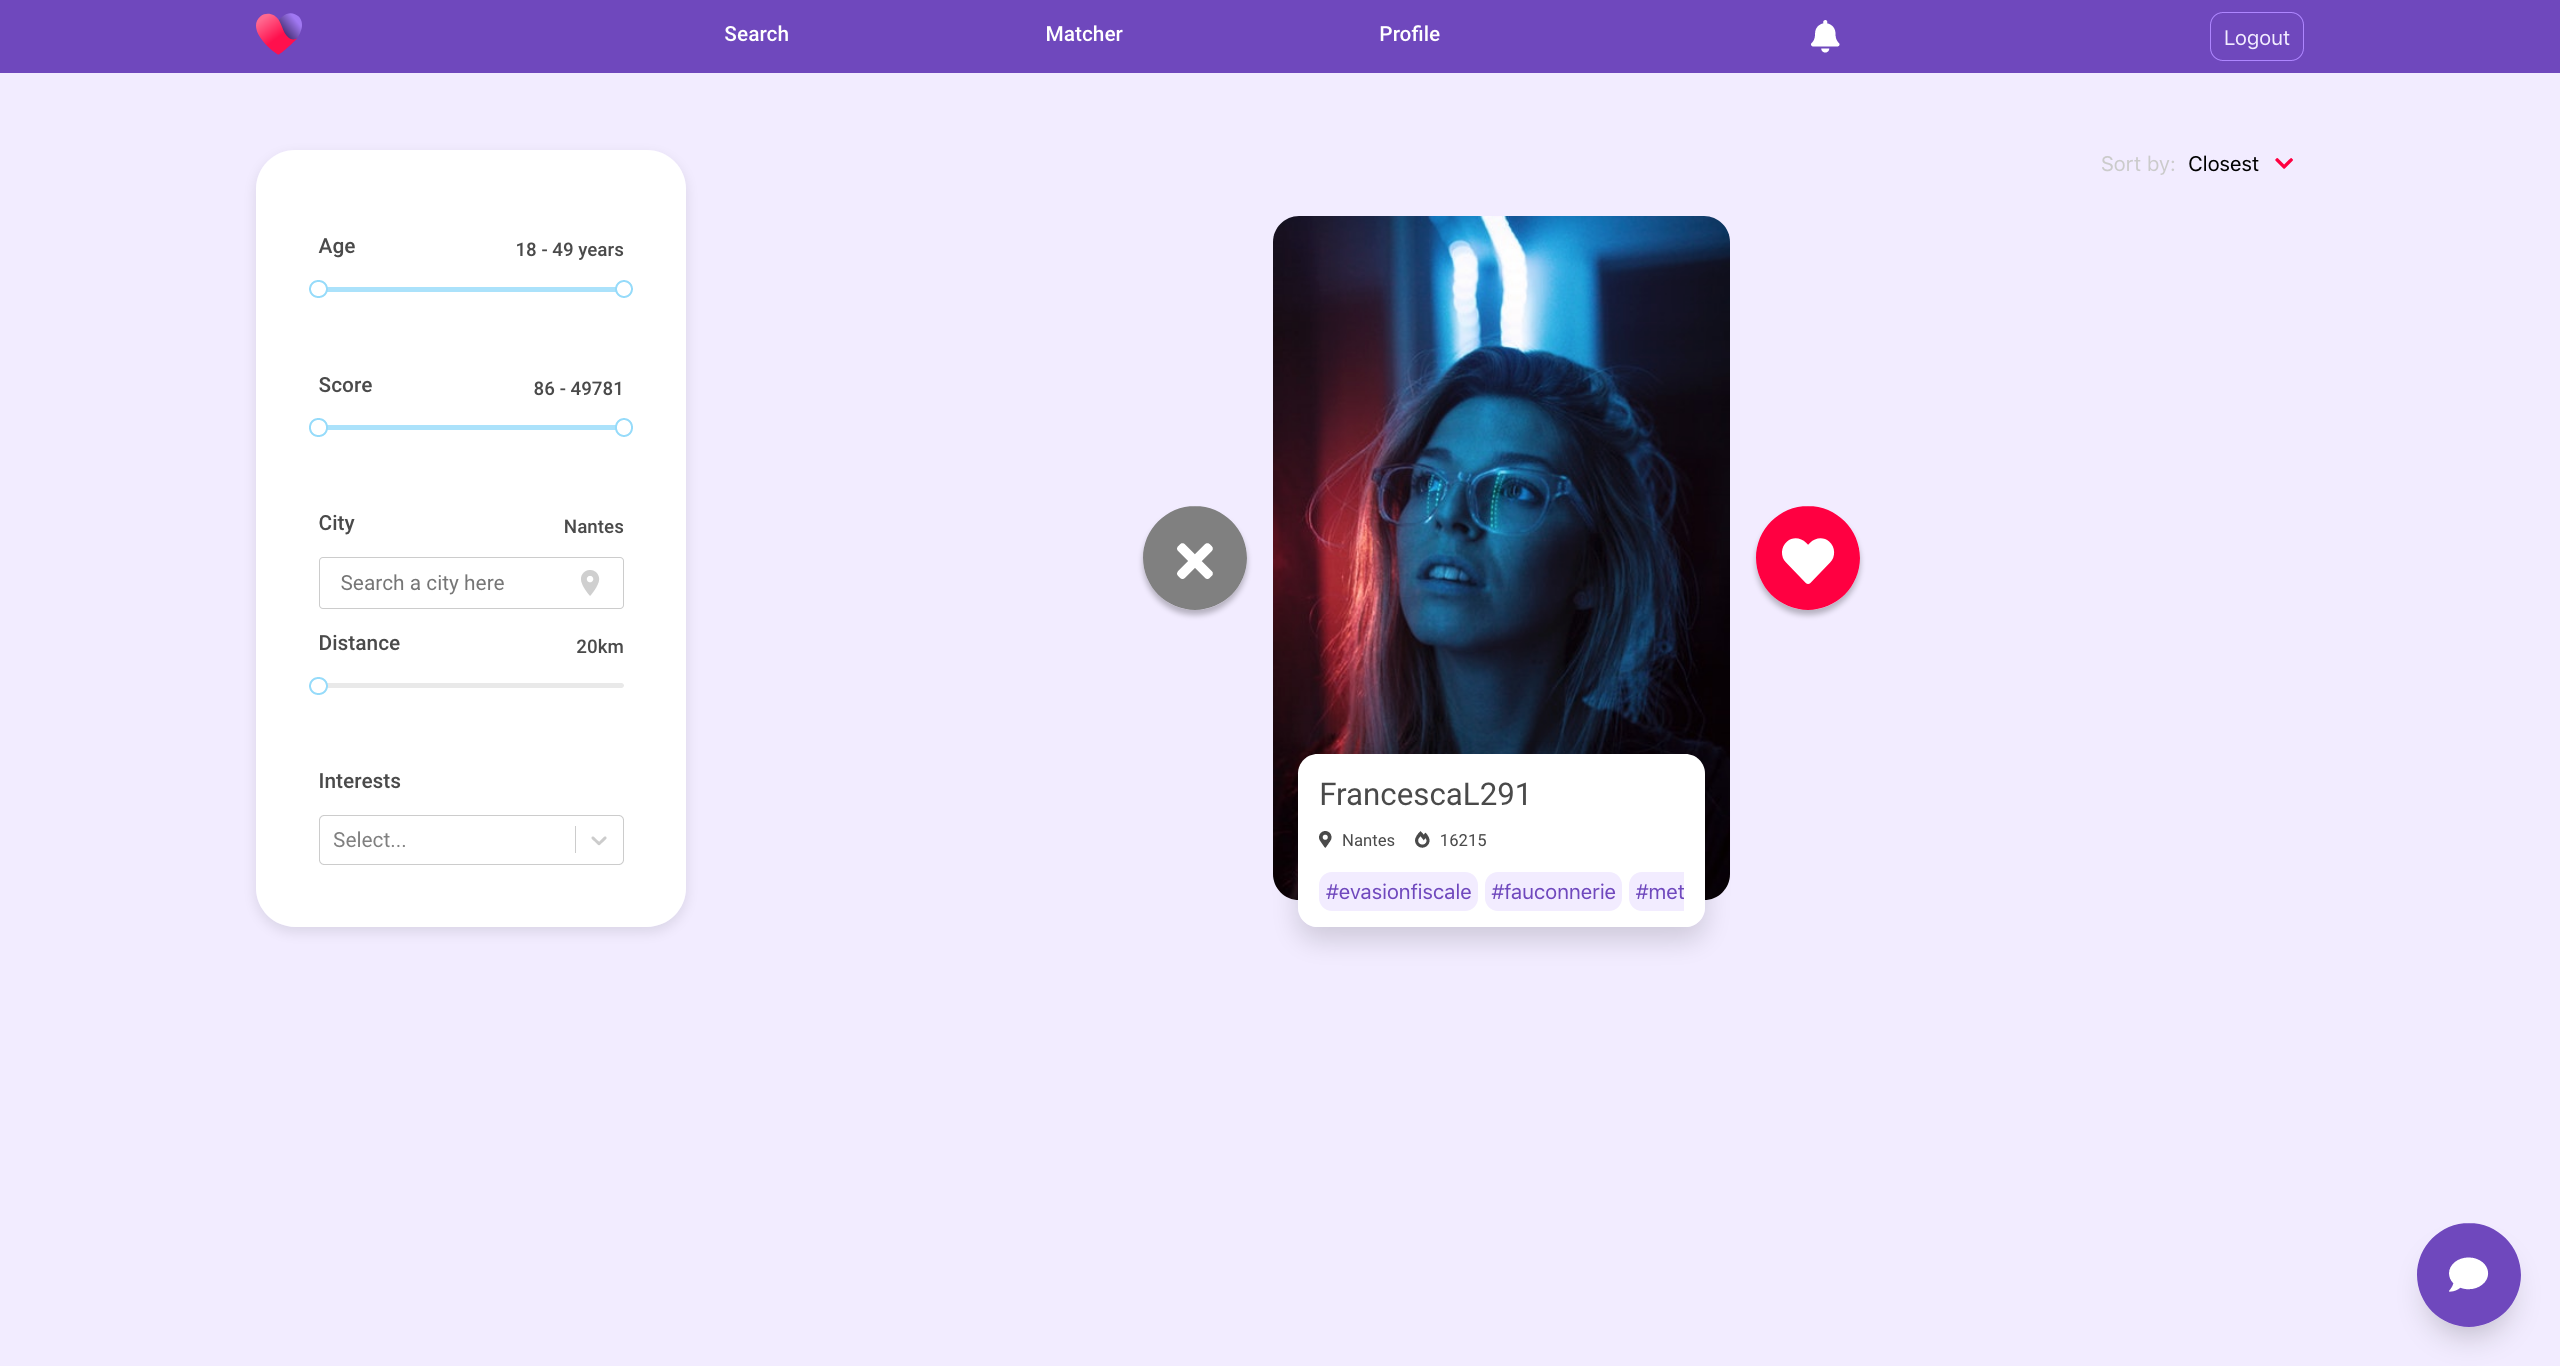 Search
Matcher
Profile
Logout
Sort by: Closest
Age
18 - 49 years
Score
86 - 49781
City
Nantes
Search a city here
Distance
20km
Interests
Select...
FrancescaL291
Nantes 16215
#evasionfiscale #fauconnerie #met